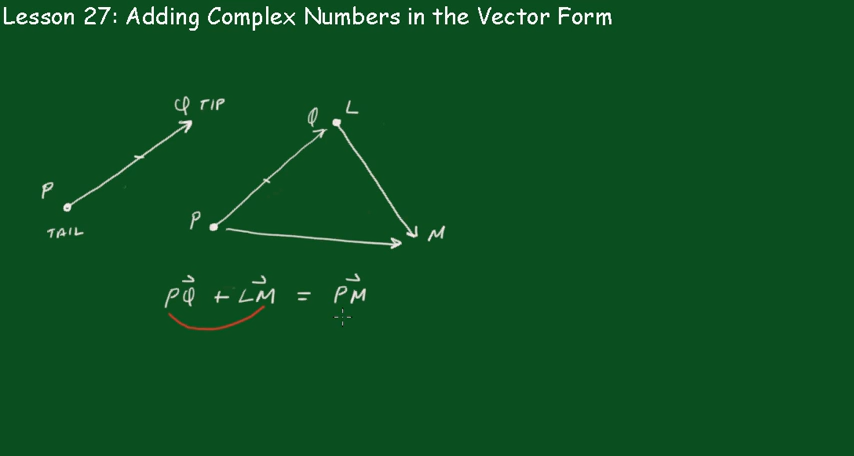 Lesson 27: Adding Complex Numbers in the Vector Form
Q TIP
P
TAIL
Q L
P
M
PQ⃗ + LM⃗ = PM⃗